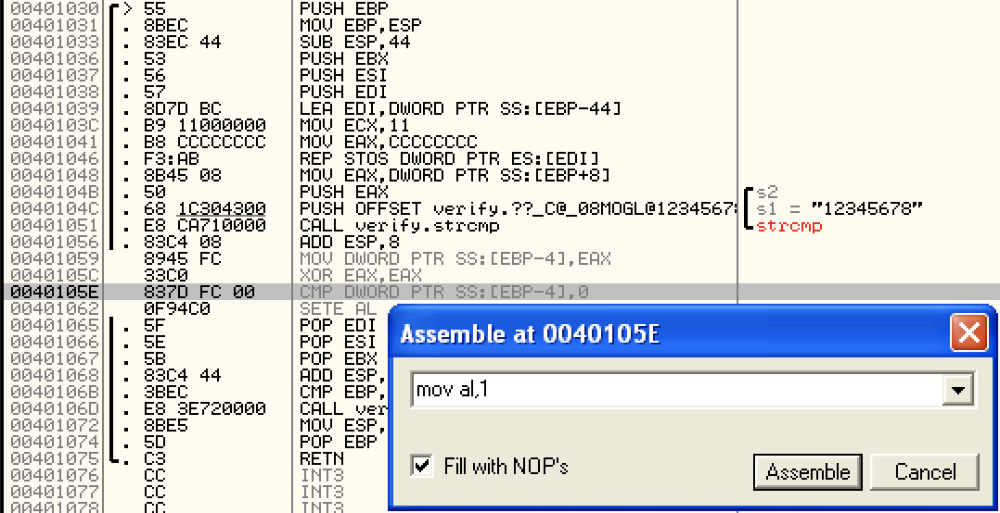 00401030 > 55 PUSH EBP
00401031 . 8BEC MOV EBP,ESP
00401033 . 83EC 44 SUB ESP,44
00401036 . 53 PUSH EBX
00401037 . 56 PUSH ESI
00401038 . 57 PUSH EDI
00401039 . 8D7D BC LEA EDI,DWORD PTR SS:[EBP-44]
0040103C . B9 11000000 MOV ECX,11
00401041 . B8 CCCCCCCC MOV EAX,CCCCCCCC
00401046 . F3:AB REP STOS DWORD PTR ES:[EDI]
00401048 . 8B45 08 MOV EAX,DWORD PTR SS:[EBP+8]
0040104B . 50 PUSH EAX s2
0040104C . 68 1C304300 PUSH OFFSET verify.??_C@_08MOGL@12345678 s1 = "12345678"
00401051 . E8 CA710000 CALL verify.strcmp strcmp
00401056 . 83C4 08 ADD ESP,8
00401059 8945 FC MOV DWORD PTR SS:[EBP-4],EAX
0040105C 33C0 XOR EAX,EAX
0040105E 837D FC 00 CMP DWORD PTR SS:[EBP-4],0
00401062 0F94C0 SETE AL
00401065 . 5F POP EDI
00401066 . 5E POP ESI
00401067 . 5B POP EBX
00401068 . 83C4 44 ADD ESP,
0040106B . 3BEC CMP EBP,
0040106D . E8 3E720000 CALL ver
00401072 . 8BE5 MOV ESP,
00401074 . 5D POP EBP
00401075 . C3 RETN
00401076 CC INT3
00401077 CC INT3
00401078 CC INT3
Assemble at 0040105E
mov al,1
Fill with NOP's
Assemble Cancel